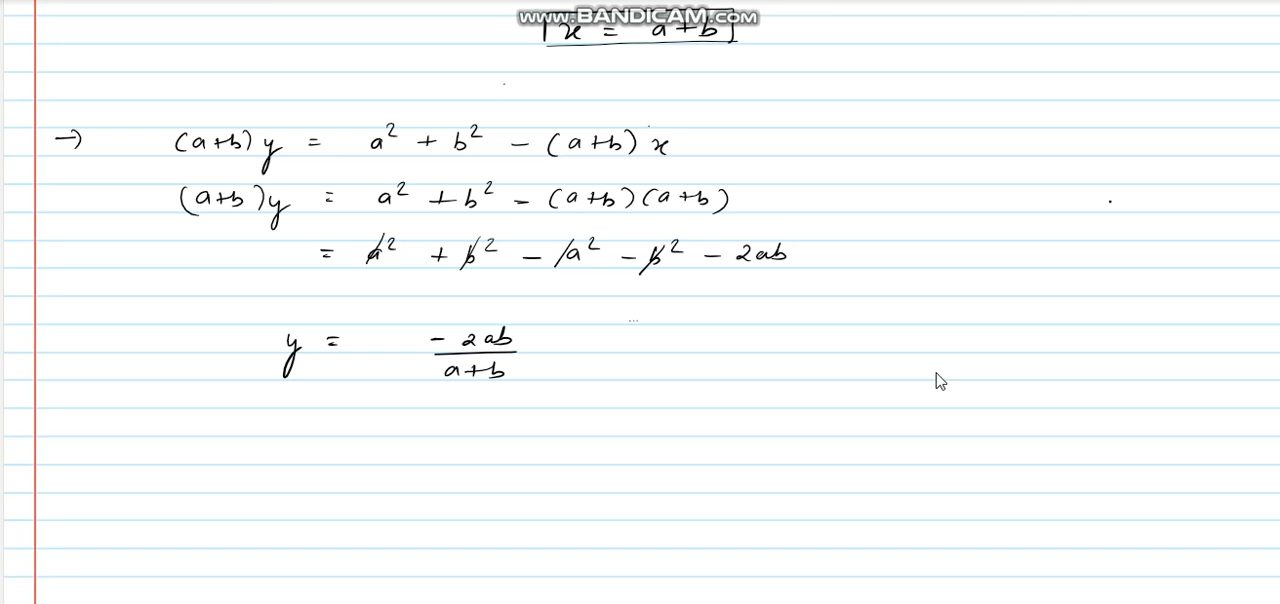 www.BANDICAM.com
x = a+b
→ (a+b) y = a² + b² - (a+b) x
(a+b) y = a² + b² - (a+b) (a+b)
= a² + b² - a² - b² - 2ab
y = - 2ab / a+b